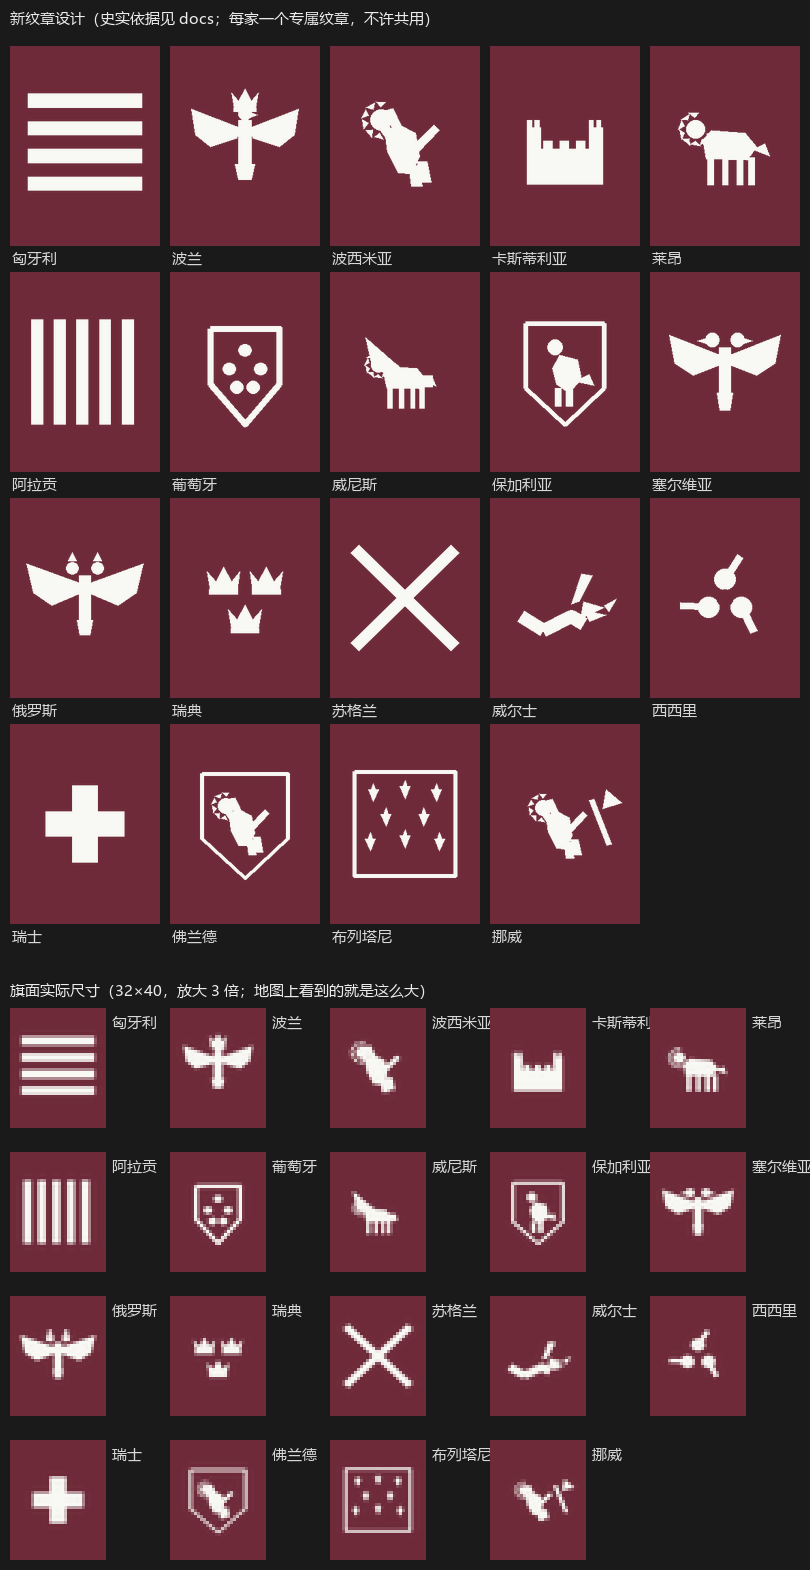 新纹章设计（史实依据见 docs；每家一个专属纹章，不许共用）
匈牙利 波兰 波西米亚 卡斯蒂利亚 莱昂
阿拉贡 葡萄牙 威尼斯 保加利亚 塞尔维亚
俄罗斯 瑞典 苏格兰 威尔士 西西里
瑞士 佛兰德 布列塔尼 挪威
旗面实际尺寸（32×40，放大 3 倍；地图上看到的就是这么大）
匈牙利 波兰 波西米亚 卡斯蒂利 莱昂
阿拉贡 葡萄牙 威尼斯 保加利亚 塞尔维亚
俄罗斯 瑞典 苏格兰 威尔士 西西里
瑞士 佛兰德 布列塔尼 挪威